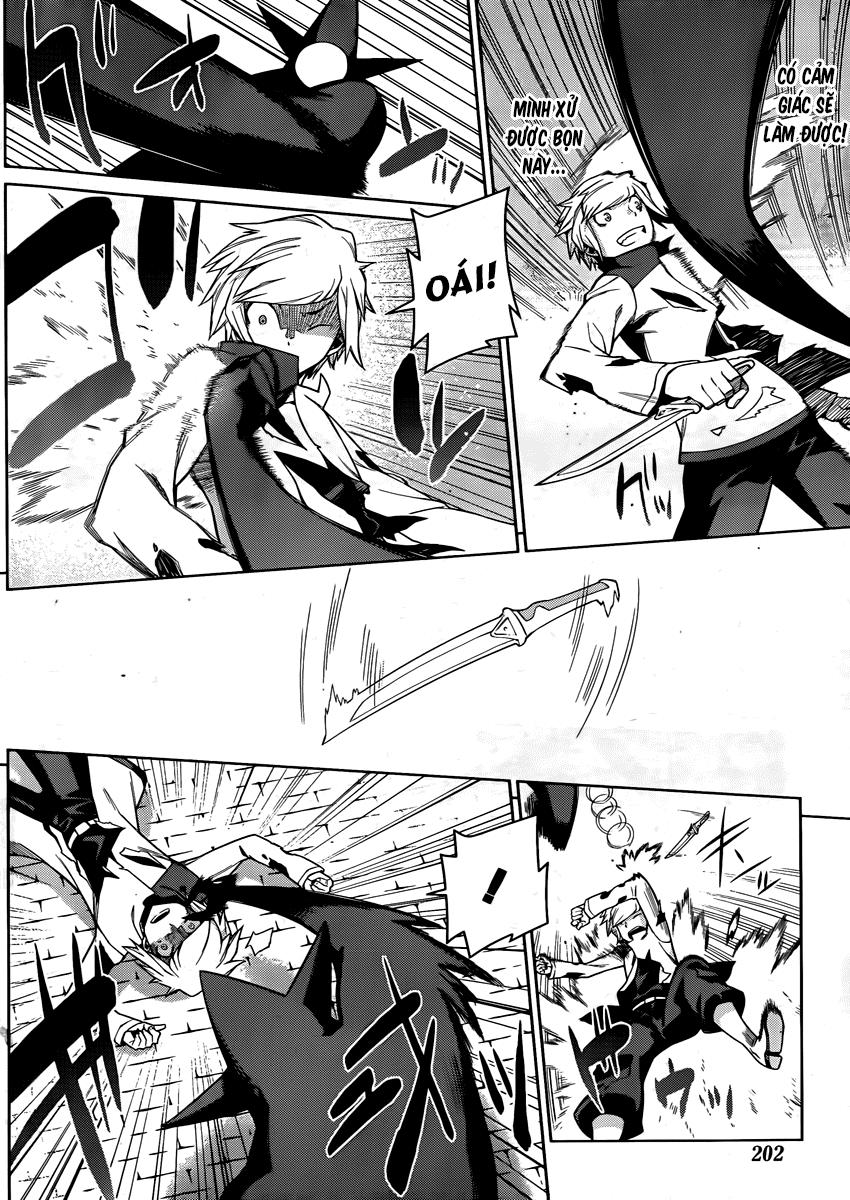 CÓ CẢM
GIÁC SẼ
LÀM ĐƯỢC!
MÌNH XỬ
ĐƯỢC BỌN
NÀY...
OÁI!
!
202